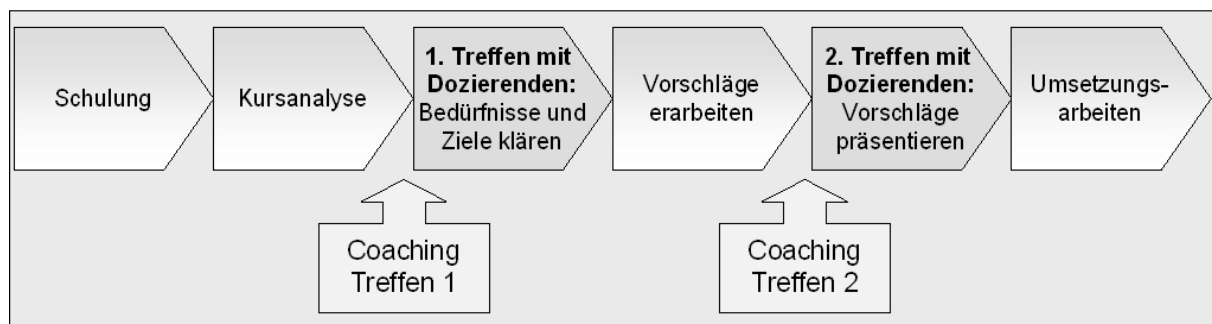 Schulung
Kursanalyse
1. Treffen mit
Dozierenden:
Bedürfnisse und
Ziele klären
Vorschläge
erarbeiten
2. Treffen mit
Dozierenden:
Vorschläge
präsentieren
Umsetzungs-
arbeiten
Coaching
Treffen 1
Coaching
Treffen 2